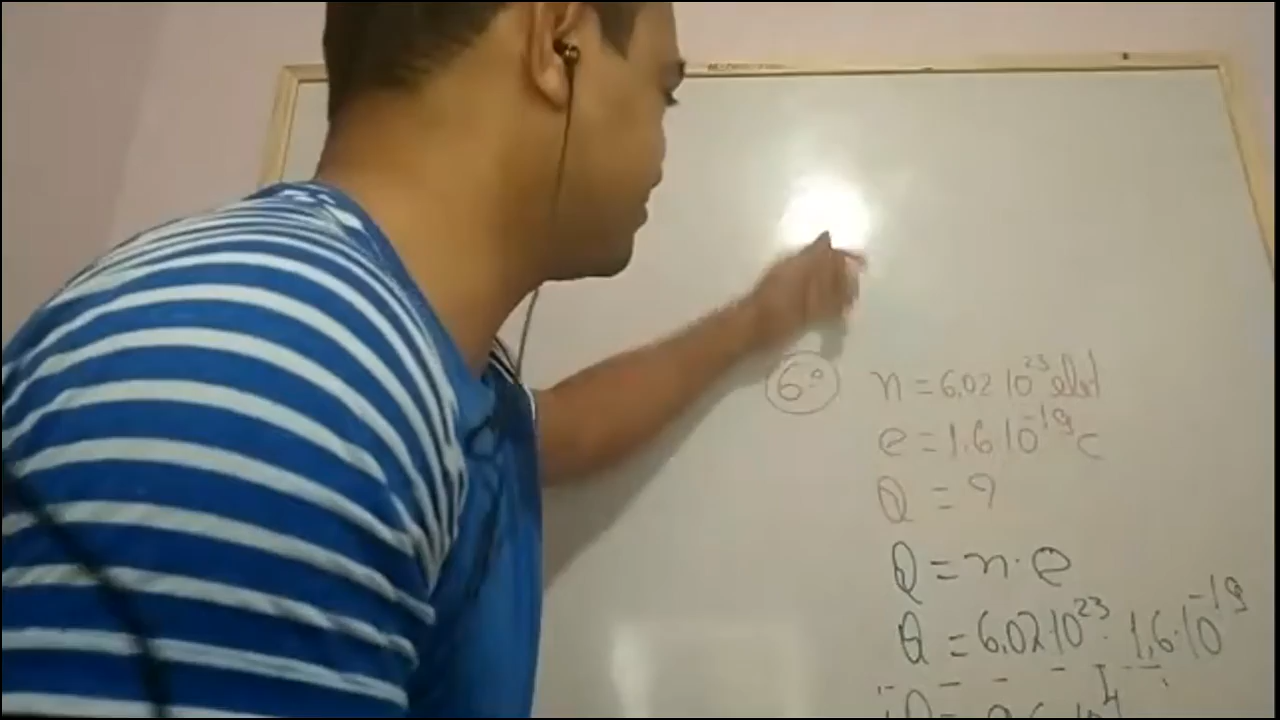 6º n = 6,02 10²³ elet
e = 1.6 10⁻¹⁹ c
Q = ?
Q = n · e
Q = 6,02 10²³ · 1,6 · 10⁻¹⁹